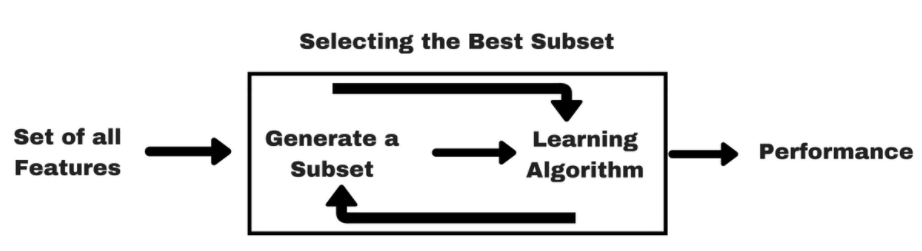 Selecting the Best Subset
Set of all
Features
Generate a
Subset
Learning
Algorithm
Performance